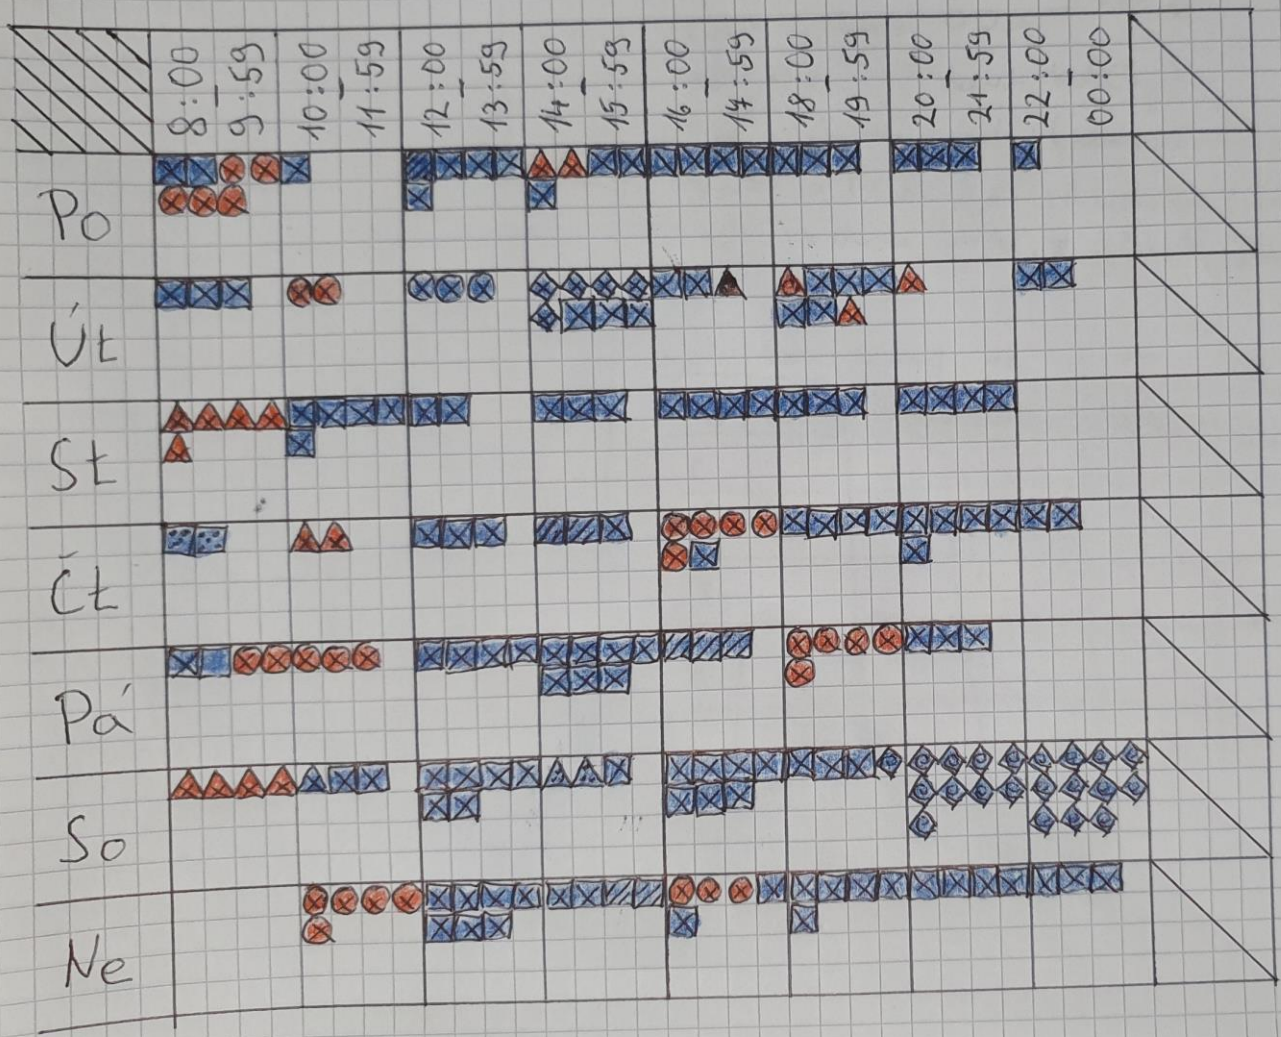 8:00 - 9:59
10:00 - 11:59
12:00 - 13:59
14:00 - 15:59
16:00 - 17:59
18:00 - 19:59
20:00 - 21:59
22:00 - 00:00
Po
Út
St
Čt
Pá
So
Ne